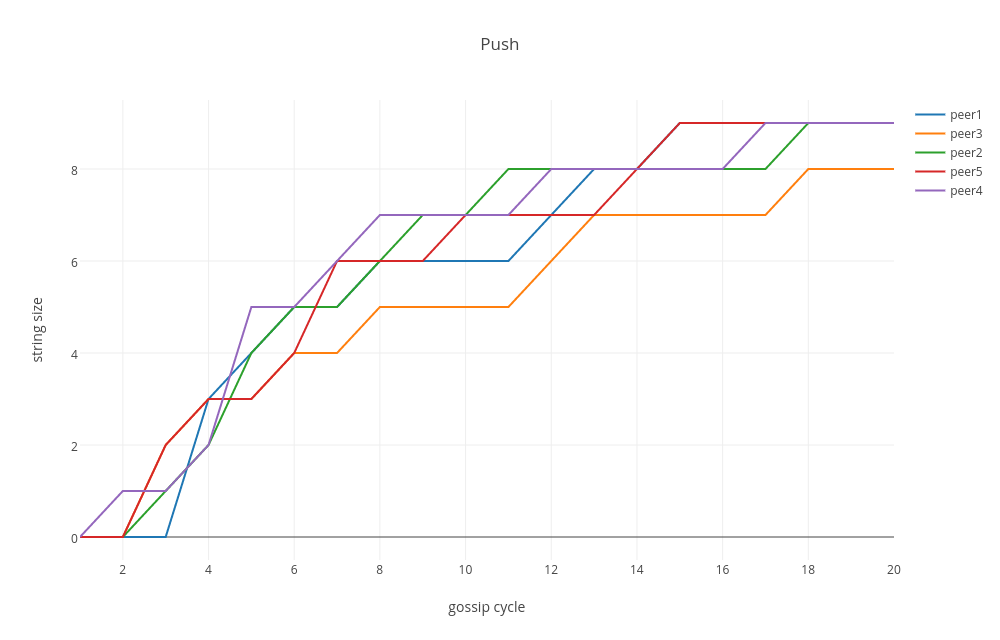 Push
peer1
peer3
peer2
peer5
peer4
string size
8
6
4
2
0
2 4 6 8 10 12 14 16 18 20
gossip cycle